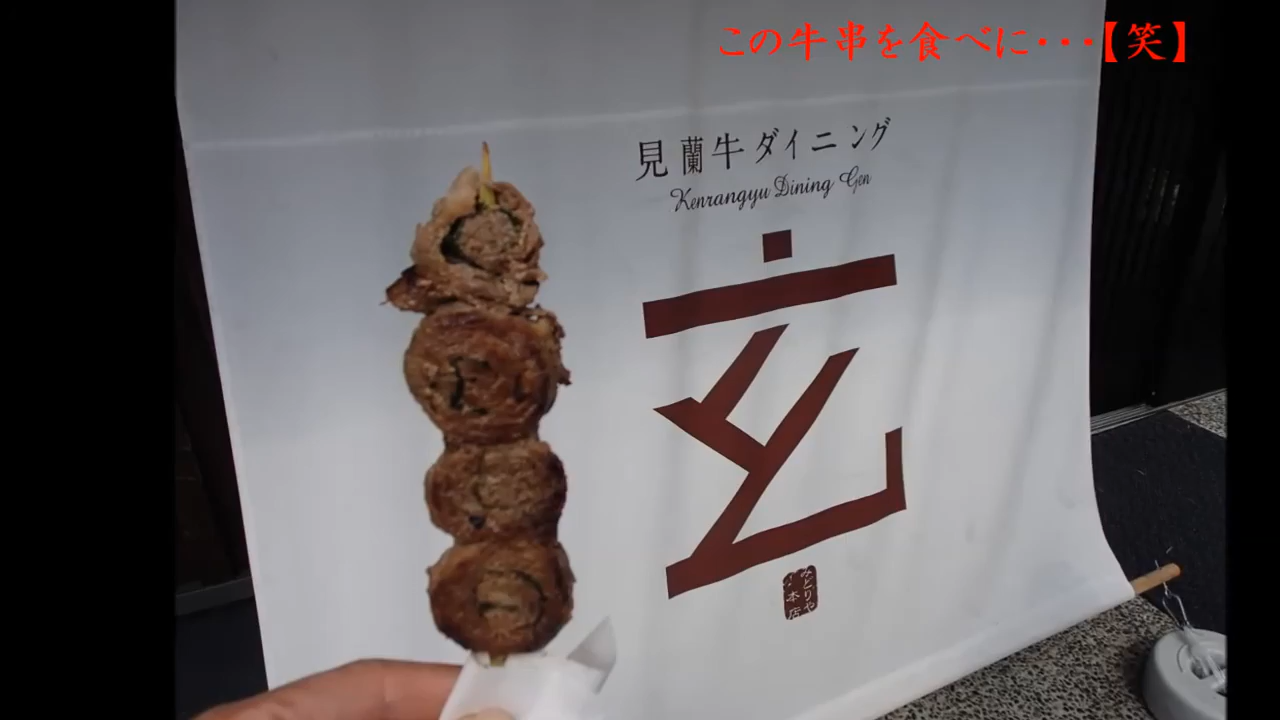 この牛串を食べに・・・【笑】
見蘭牛ダイニング
Kenrangyu Dining Gen
玄
みどりや
本店